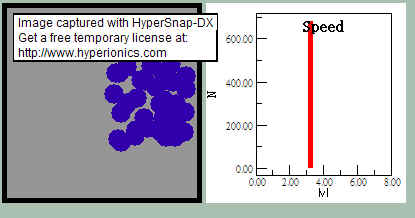 Image captured with HyperSnap-DX
Get a free temporary license at:
http://www.hyperionics.com
Speed
600.00
400.00
N
200.00
0.00
0.00 2.00 4.00 6.00 8.00
|v|